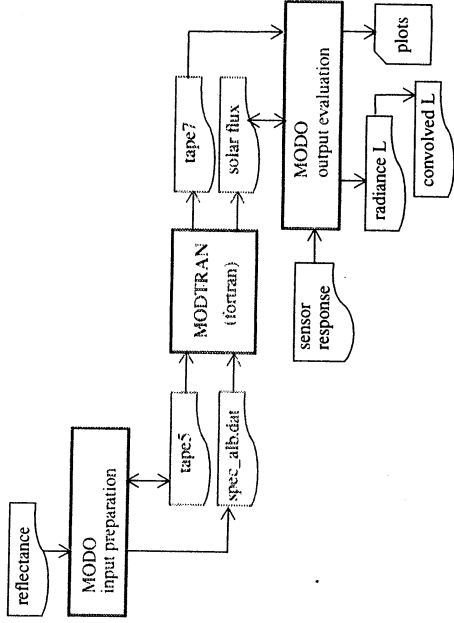 reflectance
MODO
input preparation
tape5
spec_alb.dat
MODTRAN
(fortran)
tape7
solar flux
sensor
response
MODO
output evaluation
radiance L
convolved L
plots